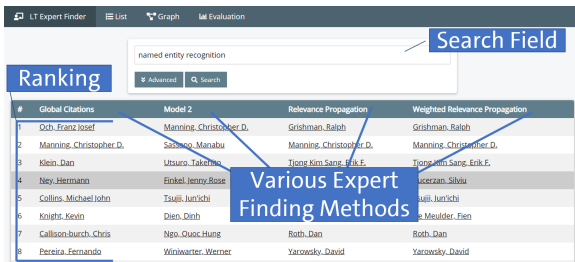 LT Expert Finder List Graph Evaluation
named entity recognition
Search Field
Advanced Search
Ranking
# Global Citations Model 2 Relevance Propagation Weighted Relevance Propagation
1 Och, Franz Josef Manning, Christopher D. Grishman, Ralph Grishman, Ralph
2 Manning, Christopher D. Sassano, Manabu Manning, Christopher D. Manning, Christopher D.
3 Klein, Dan Utsuro, Takehito Tjong Kim Sang, Erik F. Tjong Kim Sang, Erik F.
4 Ney, Hermann Finkel, Jenny Rose Cucerzan, Silviu
Various Expert
5 Collins, Michael John Tsujii, Jun'ichi Tsujii, Jun'ichi
Finding Methods
6 Knight, Kevin Dien, Dinh De Meulder, Fien
7 Callison-burch, Chris Ngo, Quoc Hung Roth, Dan Roth, Dan
8 Pereira, Fernando Winiwarter, Werner Yarowsky, David Yarowsky, David